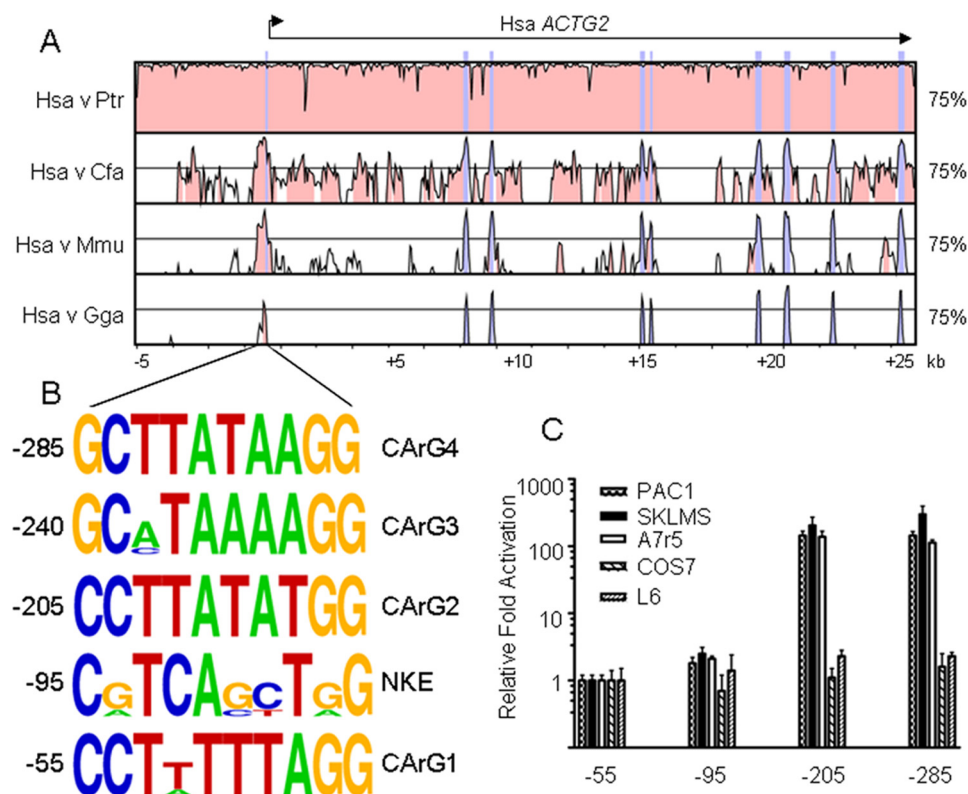 A
Hsa ACTG2
Hsa v Ptr 75%
Hsa v Cfa 75%
Hsa v Mmu 75%
Hsa v Gga 75%
-5 +5 +10 +15 +20 +25 kb
B
-285 GCTTATAAGG CArG4
-240 GCATAAAAGG CArG3
-205 CCTTATATGG CArG2
-95 CGTCAGCTGG NKE
-55 CCTTTTTAGG CArG1
C
Relative Fold Activation
1000
100
10
1
PAC1
SKLMS
A7r5
COS7
L6
-55 -95 -205 -285